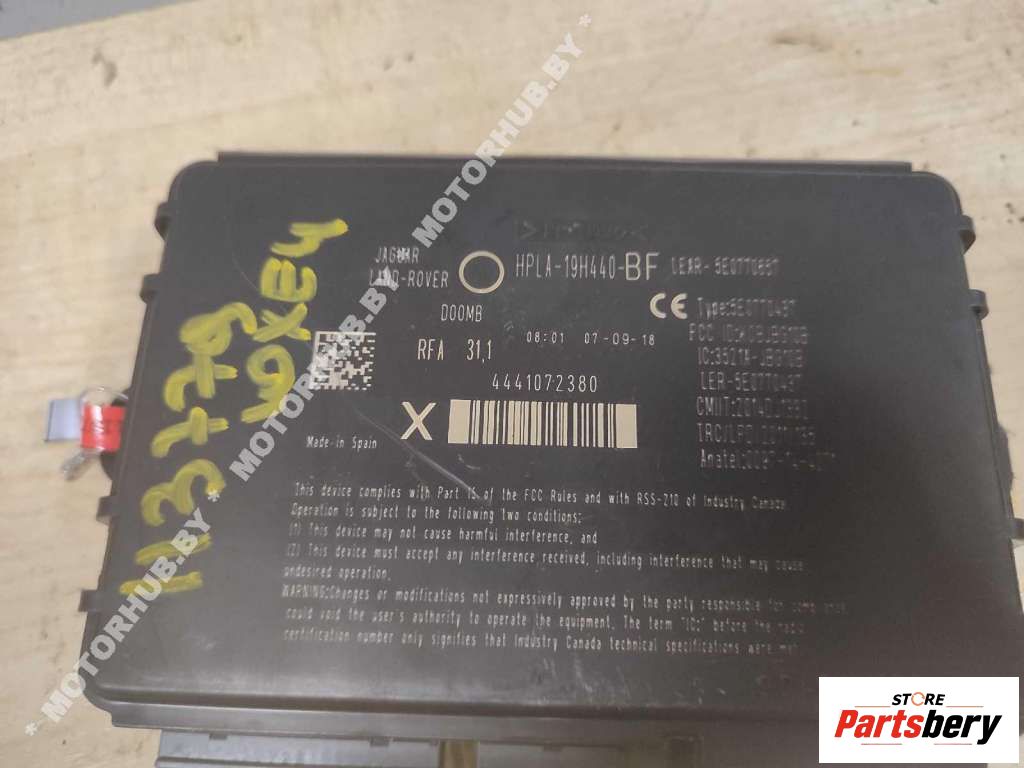 JAGUAR
LAND-ROVER
HPLA-19H440-BF
DOOMB
RFA 31,1
08:01 07-09-18
4441072380
X
Made in Spain
CE
Type:5E0770497
LER-5E0770497
This device complies with Part 15 of the FCC Rules and with RSS-210 of Industry Canada
Operation is subject to the following two conditions:
(1) This device may not cause harmful interference, and
(2) This device must accept any interference received, including interference that may cause
undesired operation.
WARNING:Changes or modifications not expressively approved by the party responsible for
could void the user's authority to operate the equipment. The term "IC:" before the radio
certification number only signifies that Industry Canada technical specifications were met.
* MOTORHUB.BY *
STORE
Partsbery